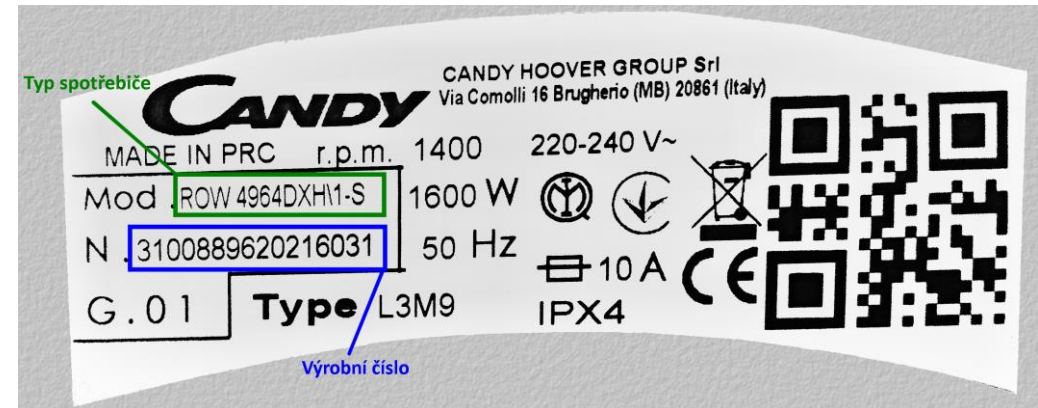 Typ spotřebiče
CANDY
CANDY HOOVER GROUP Srl
Via Comolli 16 Brugherio (MB) 20861 (Italy)
MADE IN PRC r.p.m. 1400 220-240 V~
Mod. ROW 4964DXH\1-S 1600 W
N. 3100889620216031 50 Hz 10 A CE
G.01 Type L3M9 IPX4
Výrobní číslo